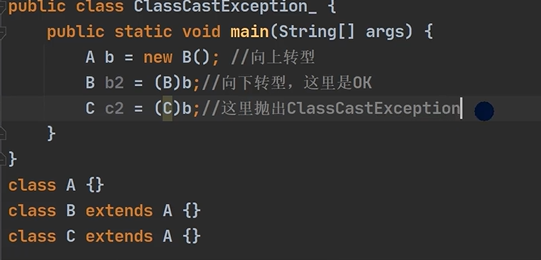 public class ClassCastException_ {
public static void main(String[] args) {
A b = new B(); //向上转型
B b2 = (B)b;//向下转型，这里是OK
C c2 = (C)b;//这里抛出ClassCastException
}
}
class A {}
class B extends A {}
class C extends A {}